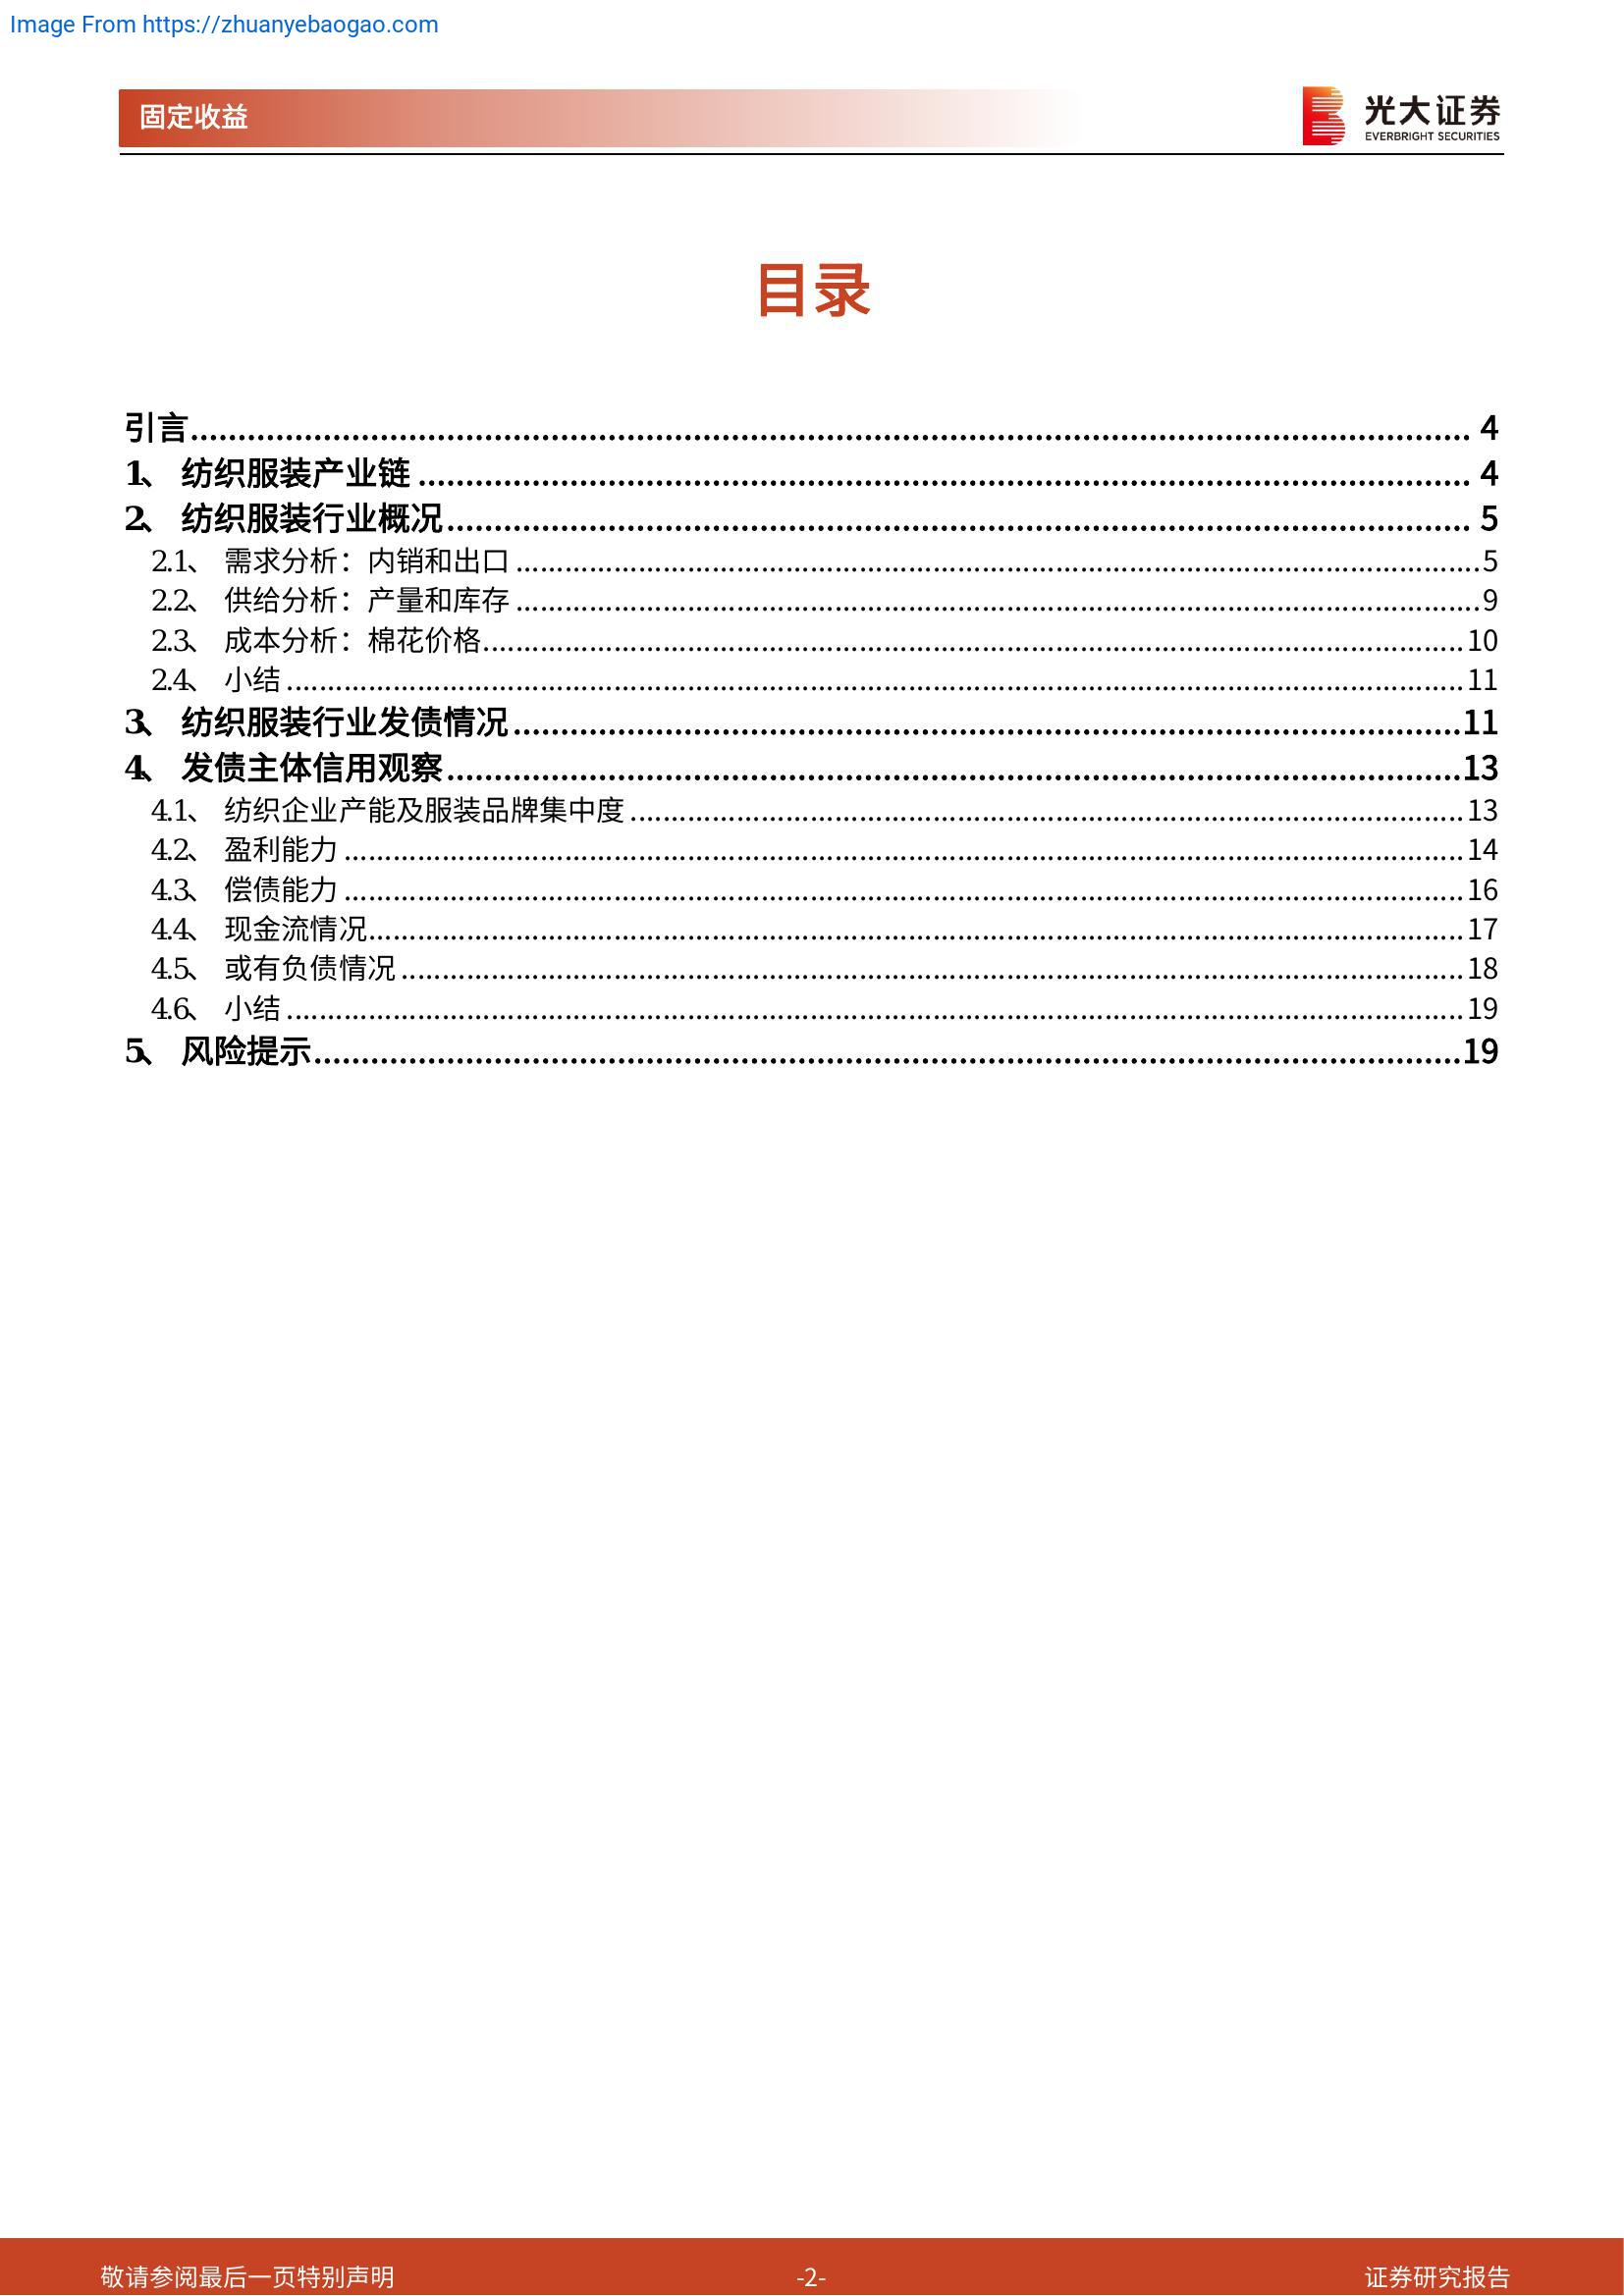 Image From https://zhuanyebaogao.com
固定收益
光大证券
EVERBRIGHT SECURITIES
目录
引言 4
1、 纺织服装产业链 4
2、 纺织服装行业概况 5
2.1、 需求分析：内销和出口 5
2.2、 供给分析：产量和库存 9
2.3、 成本分析：棉花价格 10
2.4、 小结 11
3、 纺织服装行业发债情况 11
4、 发债主体信用观察 13
4.1、 纺织企业产能及服装品牌集中度 13
4.2、 盈利能力 14
4.3、 偿债能力 16
4.4、 现金流情况 17
4.5、 或有负债情况 18
4.6、 小结 19
5、 风险提示 19
敬请参阅最后一页特别声明 -2- 证券研究报告